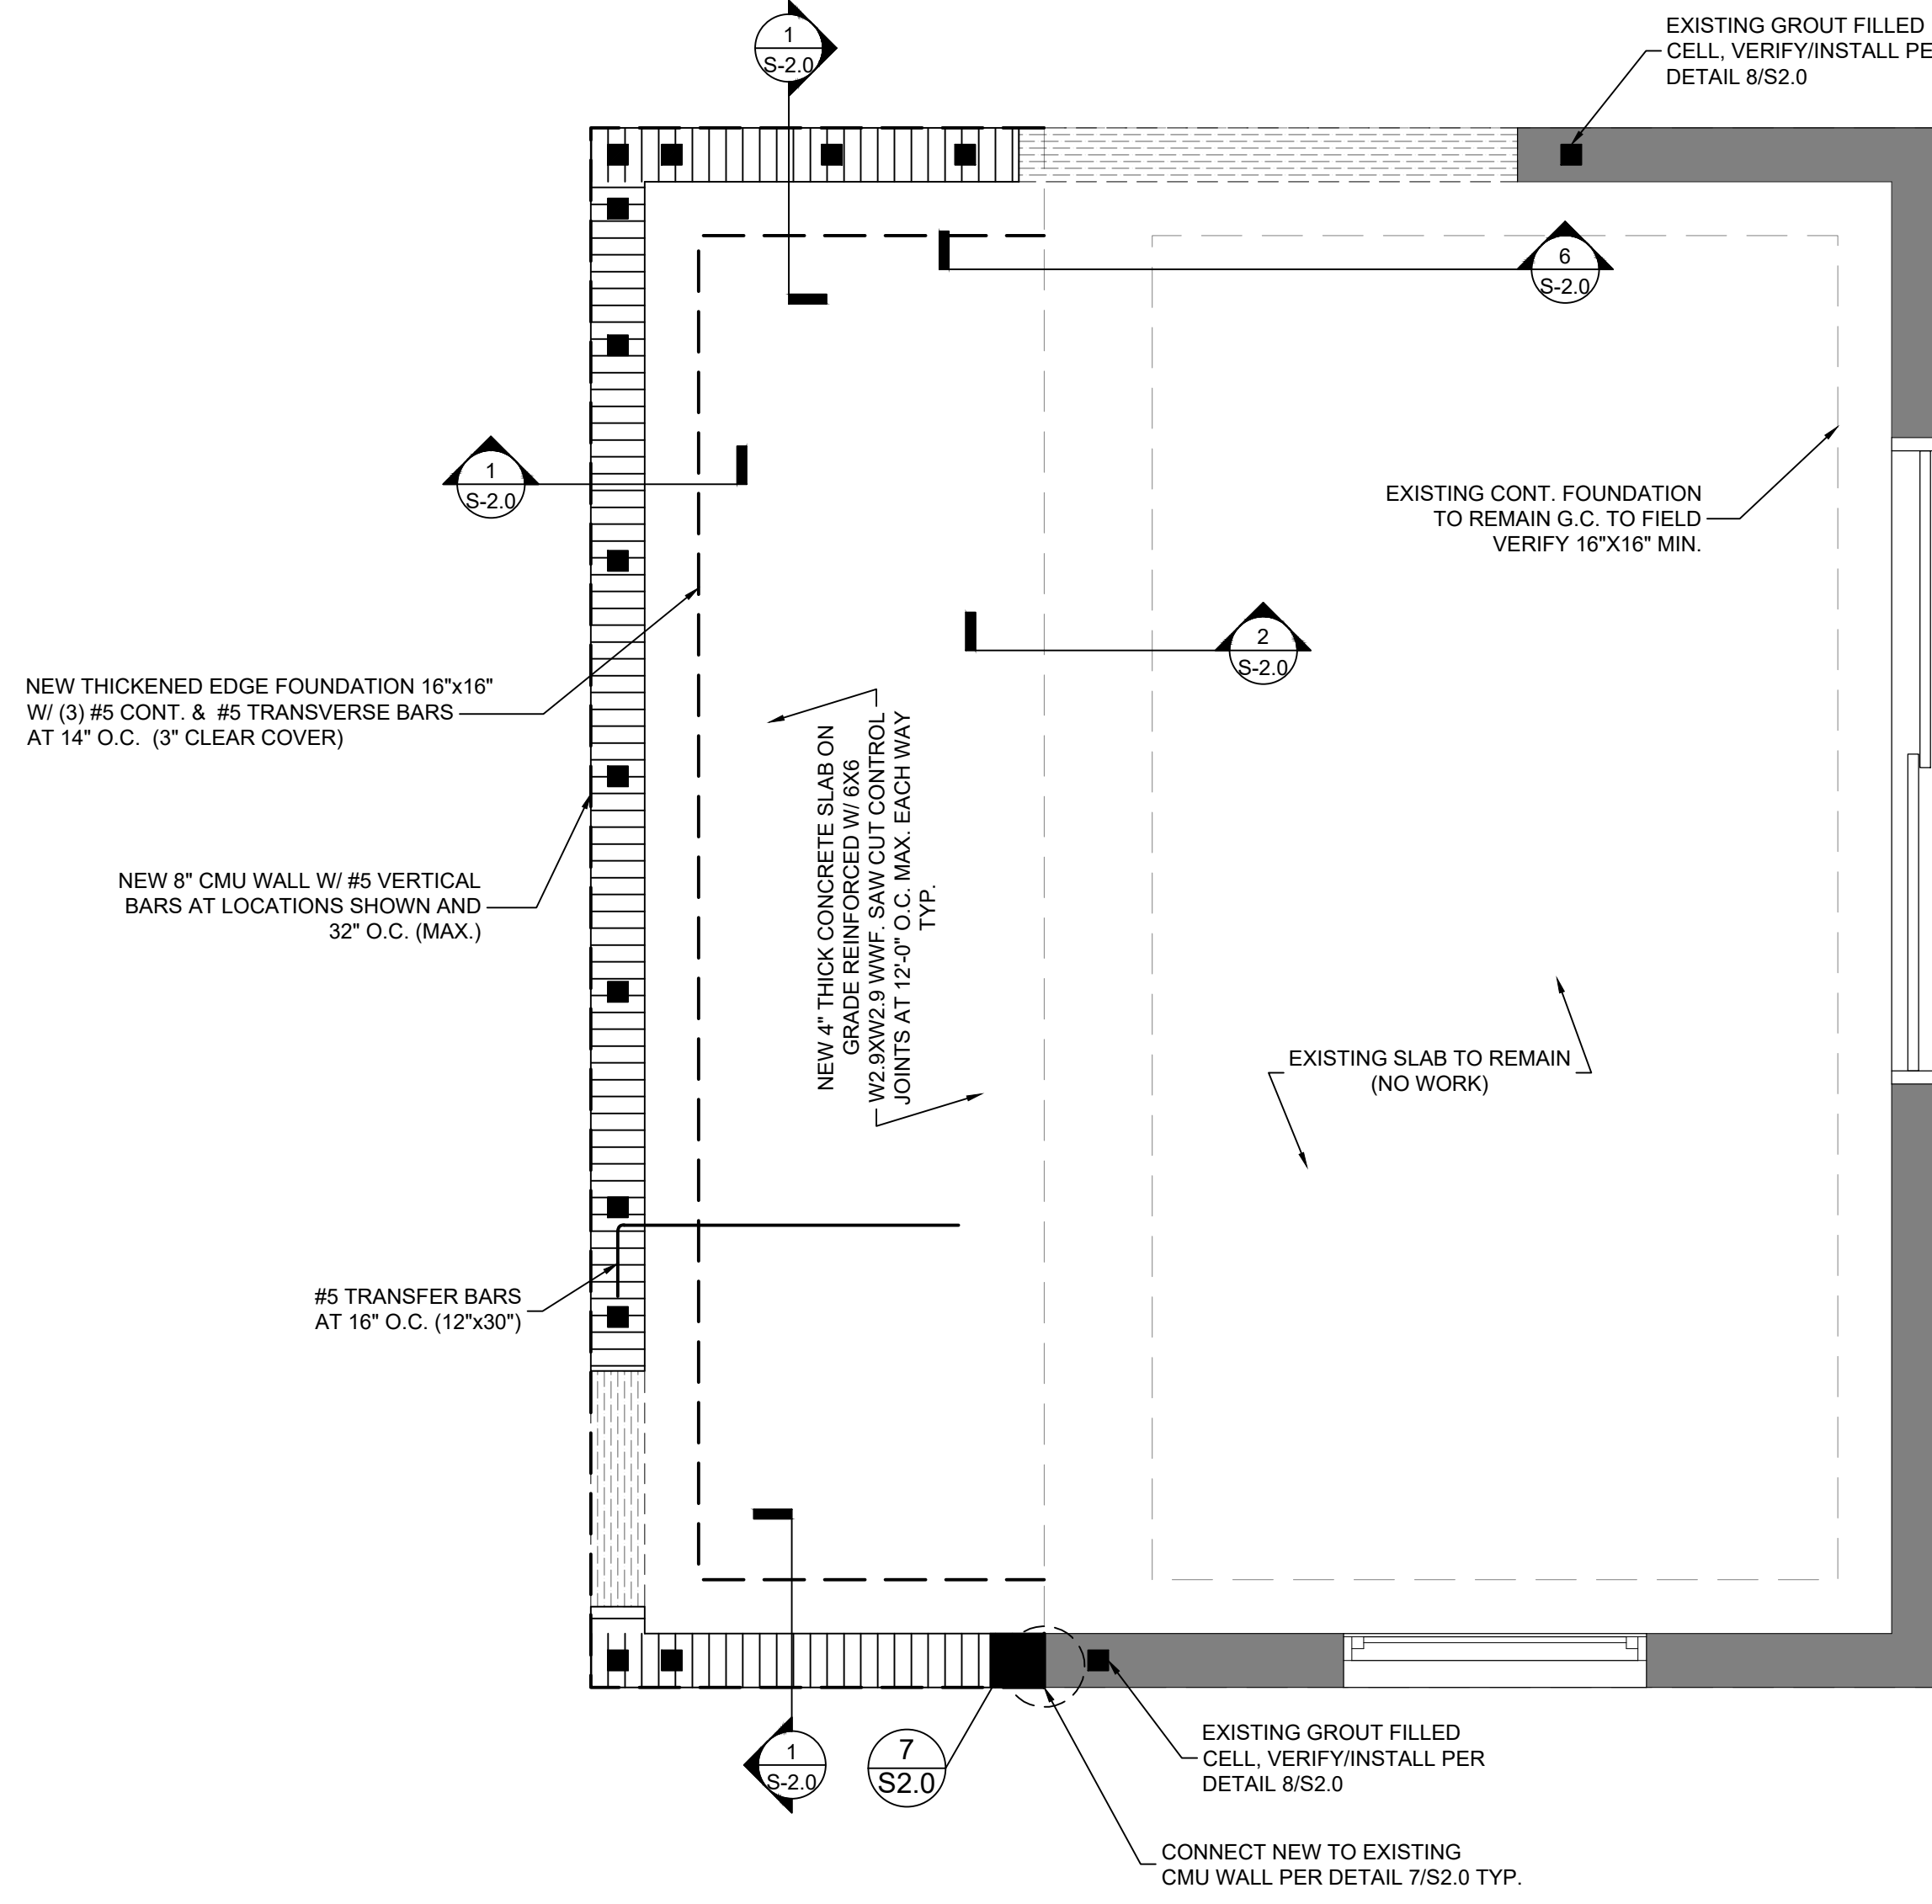 1
S-2.0
EXISTING GROUT FILLED
CELL, VERIFY/INSTALL PE
DETAIL 8/S2.0
6
S-2.0
1
S-2.0
EXISTING CONT. FOUNDATION
TO REMAIN G.C. TO FIELD
VERIFY 16"X16" MIN.
2
S-2.0
NEW THICKENED EDGE FOUNDATION 16"x16"
W/ (3) #5 CONT. & #5 TRANSVERSE BARS
AT 14" O.C. (3" CLEAR COVER)
NEW 4" THICK CONCRETE SLAB ON
GRADE REINFORCED W/ 6X6
W2.9XW2.9 WWF. SAW CUT CONTROL
JOINTS AT 12'-0" O.C. MAX. EACH WAY
TYP.
NEW 8" CMU WALL W/ #5 VERTICAL
BARS AT LOCATIONS SHOWN AND
32" O.C. (MAX.)
EXISTING SLAB TO REMAIN
(NO WORK)
#5 TRANSFER BARS
AT 16" O.C. (12"x30")
1
S-2.0
7
S2.0
EXISTING GROUT FILLED
CELL, VERIFY/INSTALL PER
DETAIL 8/S2.0
CONNECT NEW TO EXISTING
CMU WALL PER DETAIL 7/S2.0 TYP.